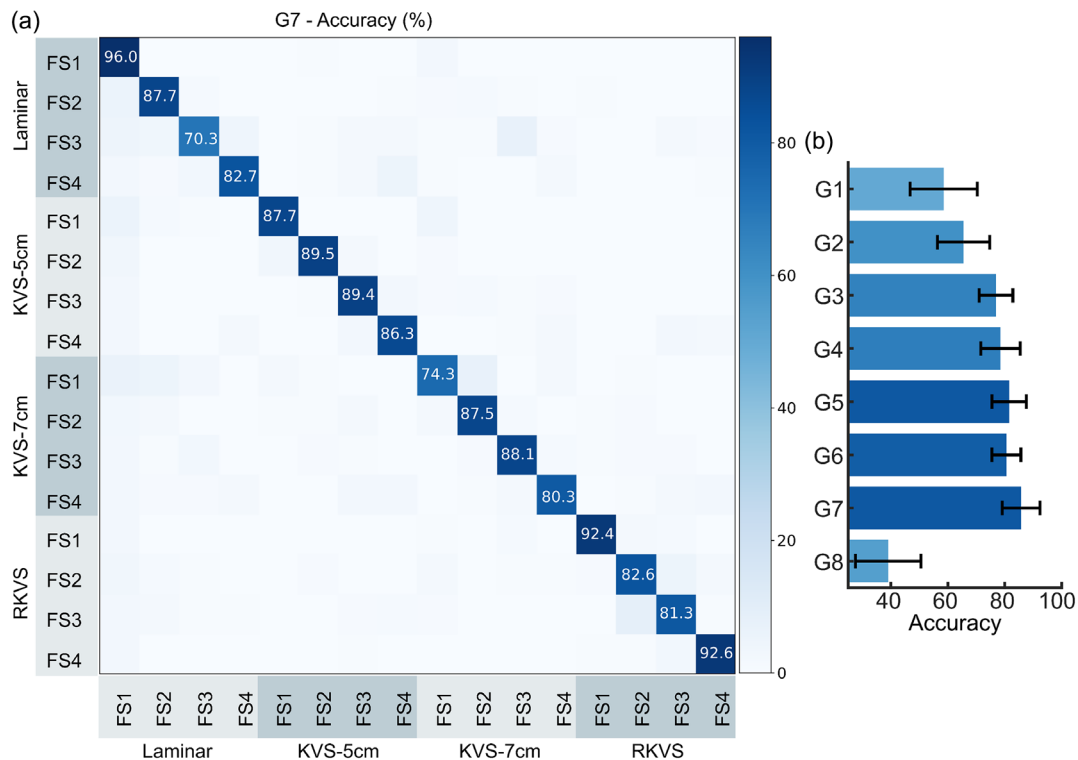 (a)
G7 - Accuracy (%)
Laminar
FS1
FS2
FS3
FS4
KVS-5cm
FS1
FS2
FS3
FS4
KVS-7cm
FS1
FS2
FS3
FS4
RKVS
FS1
FS2
FS3
FS4
96.0
87.7
70.3
82.7
87.7
89.5
89.4
86.3
74.3
87.5
88.1
80.3
92.4
82.6
81.3
92.6
FS1 FS2 FS3 FS4 FS1 FS2 FS3 FS4 FS1 FS2 FS3 FS4 FS1 FS2 FS3 FS4
Laminar KVS-5cm KVS-7cm RKVS
80
60
40
20
0
(b)
G1
G2
G3
G4
G5
G6
G7
G8
40 60 80 100
Accuracy